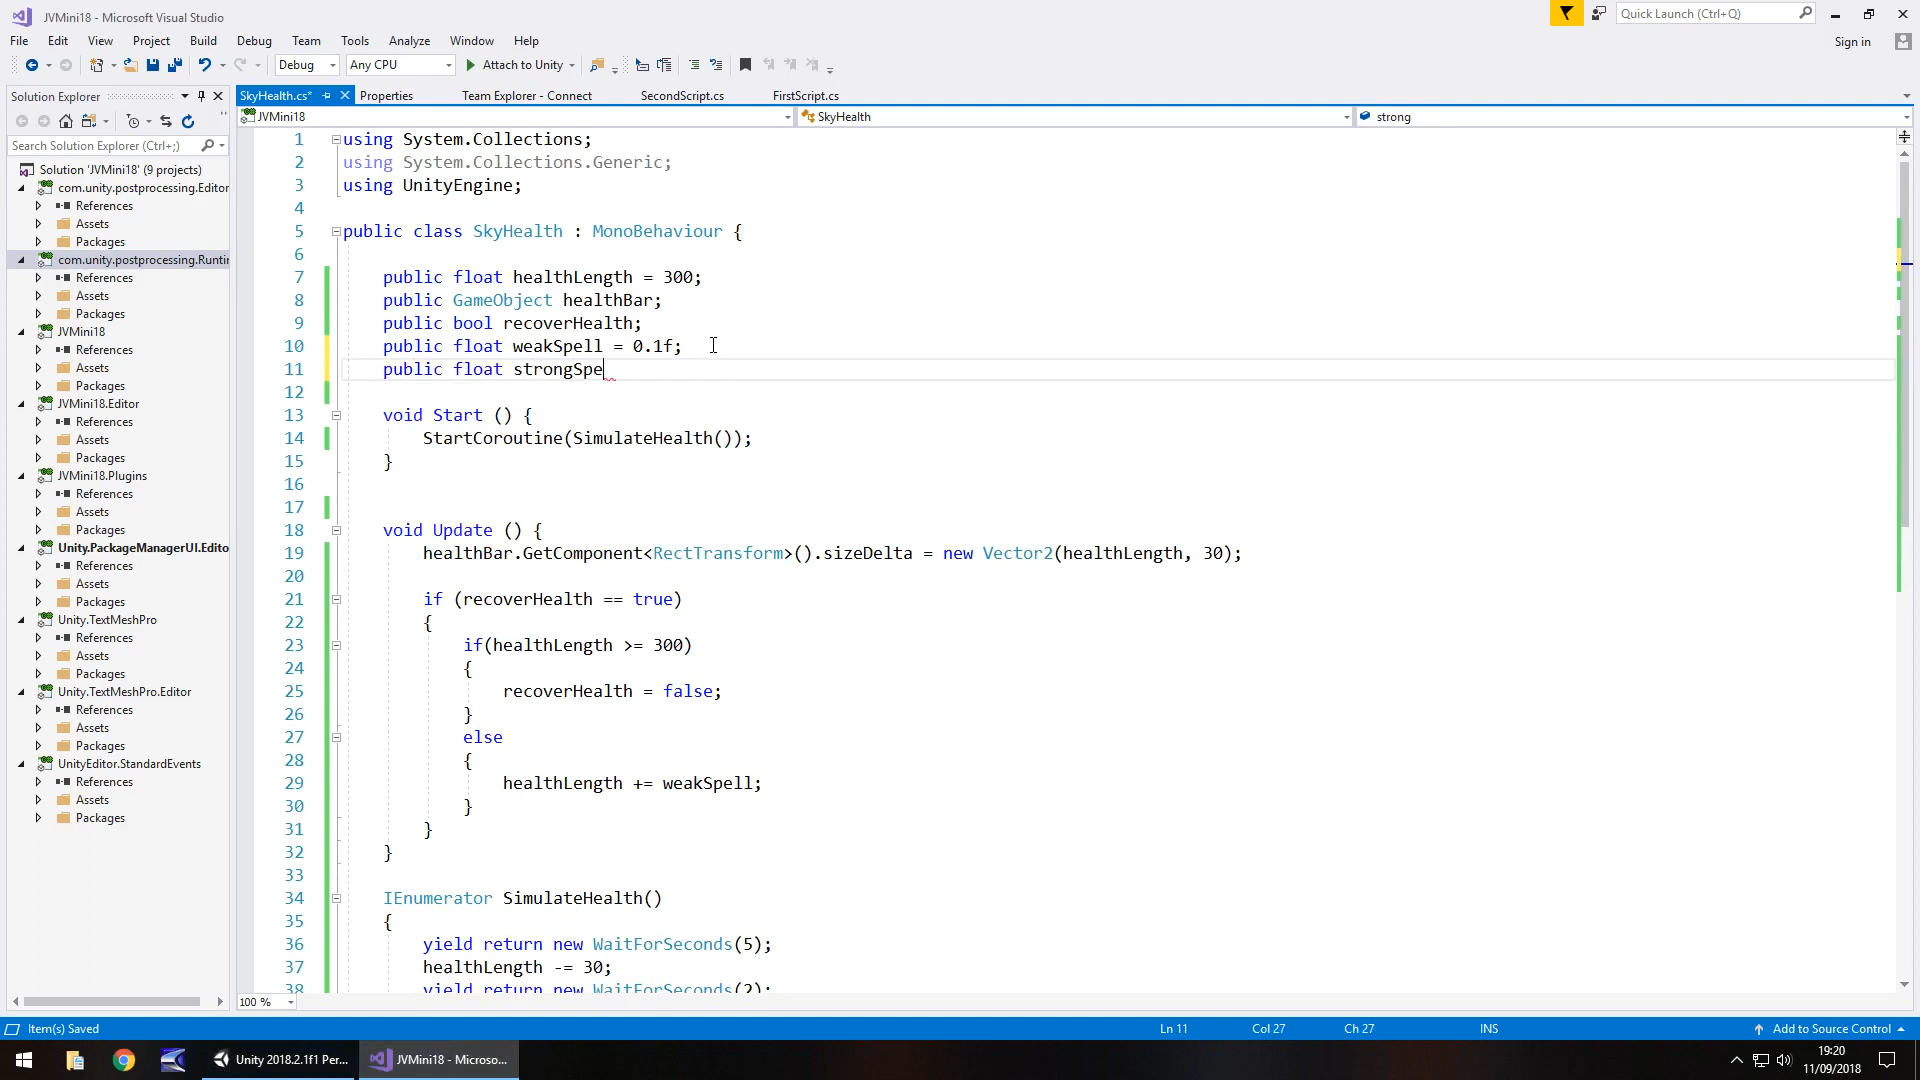 JVMini18 - Microsoft Visual Studio
Quick Launch (Ctrl+Q)
File Edit View Project Build Debug Team Tools Analyze Window Help
Sign in
Debug Any CPU Attach to Unity
Solution Explorer
SkyHealth.cs* Properties Team Explorer - Connect SecondScript.cs FirstScript.cs
JVMini18 SkyHealth strong
Search Solution Explorer (Ctrl+;)
Solution 'JVMini18' (9 projects)
com.unity.postprocessing.Editor
References
Assets
Packages
com.unity.postprocessing.Runtir
References
Assets
Packages
JVMini18
References
Assets
Packages
JVMini18.Editor
References
Assets
Packages
JVMini18.Plugins
References
Assets
Packages
Unity.PackageManagerUI.Edito
References
Assets
Packages
Unity.TextMeshPro
References
Assets
Packages
Unity.TextMeshPro.Editor
References
Assets
Packages
UnityEditor.StandardEvents
References
Assets
Packages
1 using System.Collections;
2 using System.Collections.Generic;
3 using UnityEngine;
4
5 public class SkyHealth : MonoBehaviour {
6
7 public float healthLength = 300;
8 public GameObject healthBar;
9 public bool recoverHealth;
10 public float weakSpell = 0.1f;
11 public float strongSpe
12
13 void Start () {
14 StartCoroutine(SimulateHealth());
15 }
16
17
18 void Update () {
19 healthBar.GetComponent<RectTransform>().sizeDelta = new Vector2(healthLength, 30);
20
21 if (recoverHealth == true)
22 {
23 if(healthLength >= 300)
24 {
25 recoverHealth = false;
26 }
27 else
28 {
29 healthLength += weakSpell;
30 }
31 }
32 }
33
34 IEnumerator SimulateHealth()
35 {
36 yield return new WaitForSeconds(5);
37 healthLength -= 30;
38 yield return new WaitForSeconds(2);
100 %
Item(s) Saved Ln 11 Col 27 Ch 27 INS Add to Source Control
Unity 2018.2.1f1 Per... JVMini18 - Microso...
19:20
11/09/2018